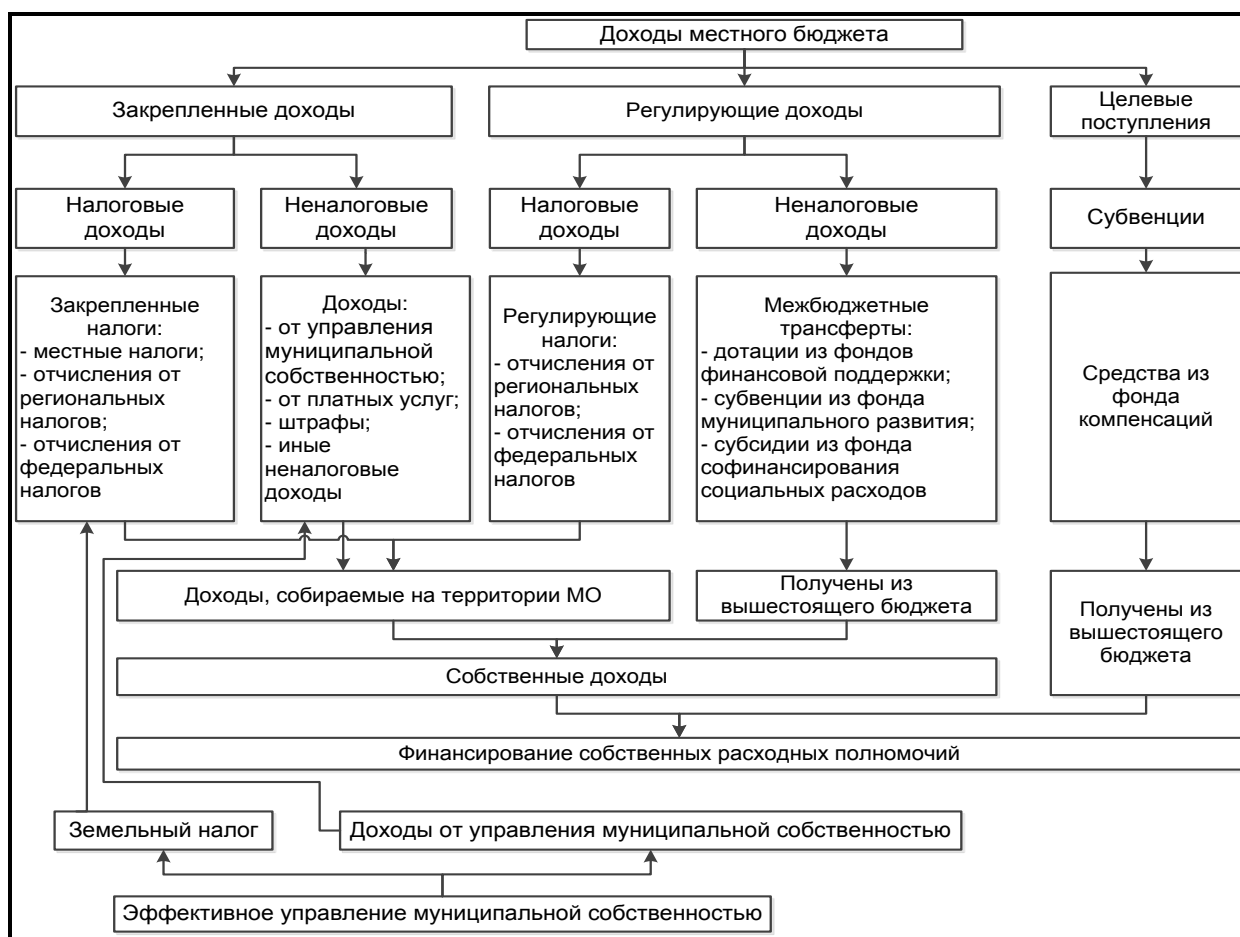 Доходы местного бюджета
Закрепленные доходы
Регулирующие доходы
Целевые
поступления
Налоговые
доходы
Неналоговые
доходы
Налоговые
доходы
Неналоговые
доходы
Субвенции
Закрепленные
налоги:
- местные налоги;
- отчисления от
региональных
налогов;
- отчисления от
федеральных
налогов
Доходы:
- от управления
муниципальной
собственностью;
- от платных услуг;
- штрафы;
- иные
неналоговые
доходы
Регулирующие
налоги:
- отчисления от
региональных
налогов;
- отчисления от
федеральных
налогов
Межбюджетные
трансферты:
- дотации из фондов
финансовой поддержки;
- субвенции из фонда
муниципального развития;
- субсидии из фонда
софинансирования
социальных расходов
Средства из
фонда
компенсаций
Доходы, собираемые на территории МО
Получены из
вышестоящего бюджета
Получены из
вышестоящего
бюджета
Собственные доходы
Финансирование собственных расходных полномочий
Земельный налог
Доходы от управления муниципальной собственностью
Эффективное управление муниципальной собственностью